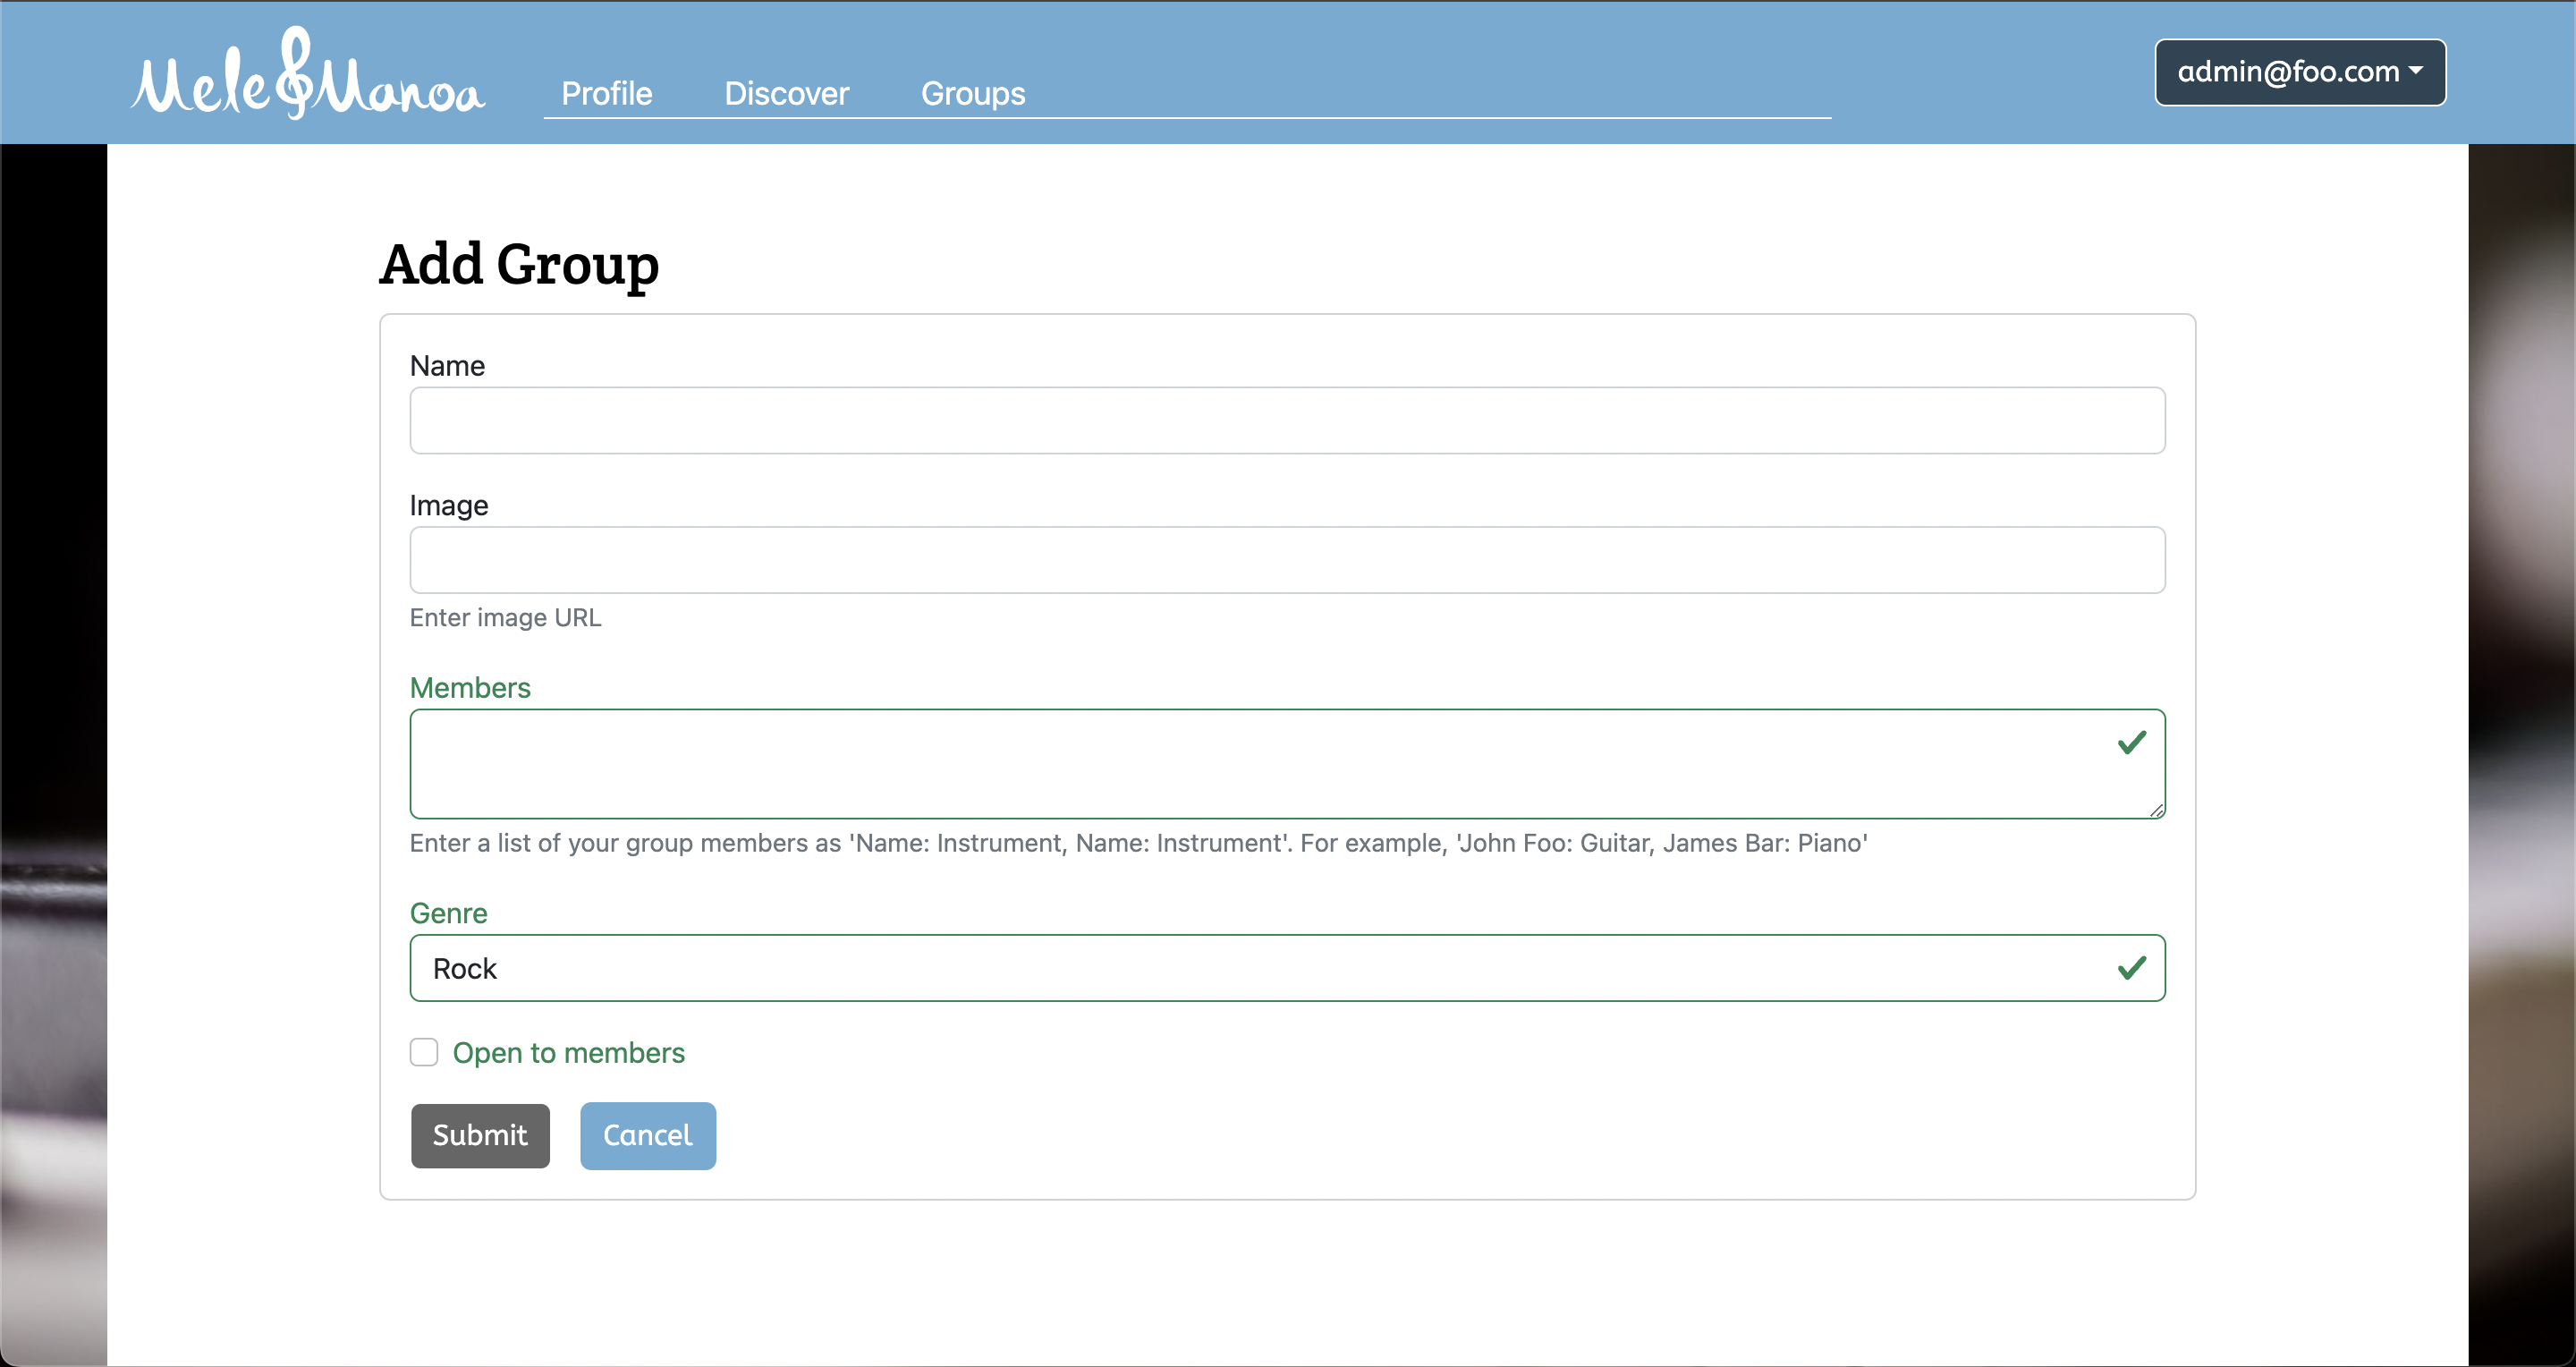 Mele Manoa
Profile Discover Groups
admin@foo.com
Add Group
Name
Image
Enter image URL
Members
Enter a list of your group members as 'Name: Instrument, Name: Instrument'. For example, 'John Foo: Guitar, James Bar: Piano'
Genre
Rock
Open to members
Submit Cancel